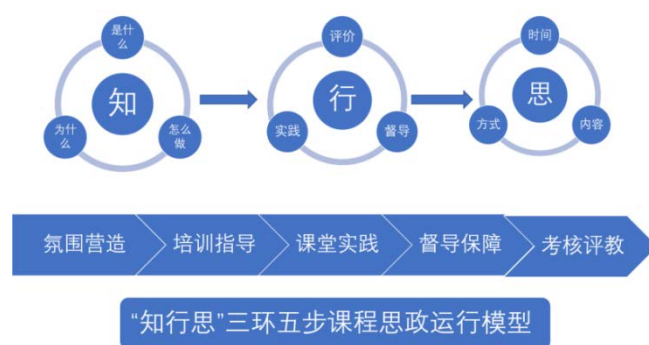 是什
么
知
为什
么
怎么
做
评价
行
实践
督导
时间
思
方式
内容
氛围营造
培训指导
课堂实践
督导保障
考核评教
“知行思”三环五步课程思政运行模型